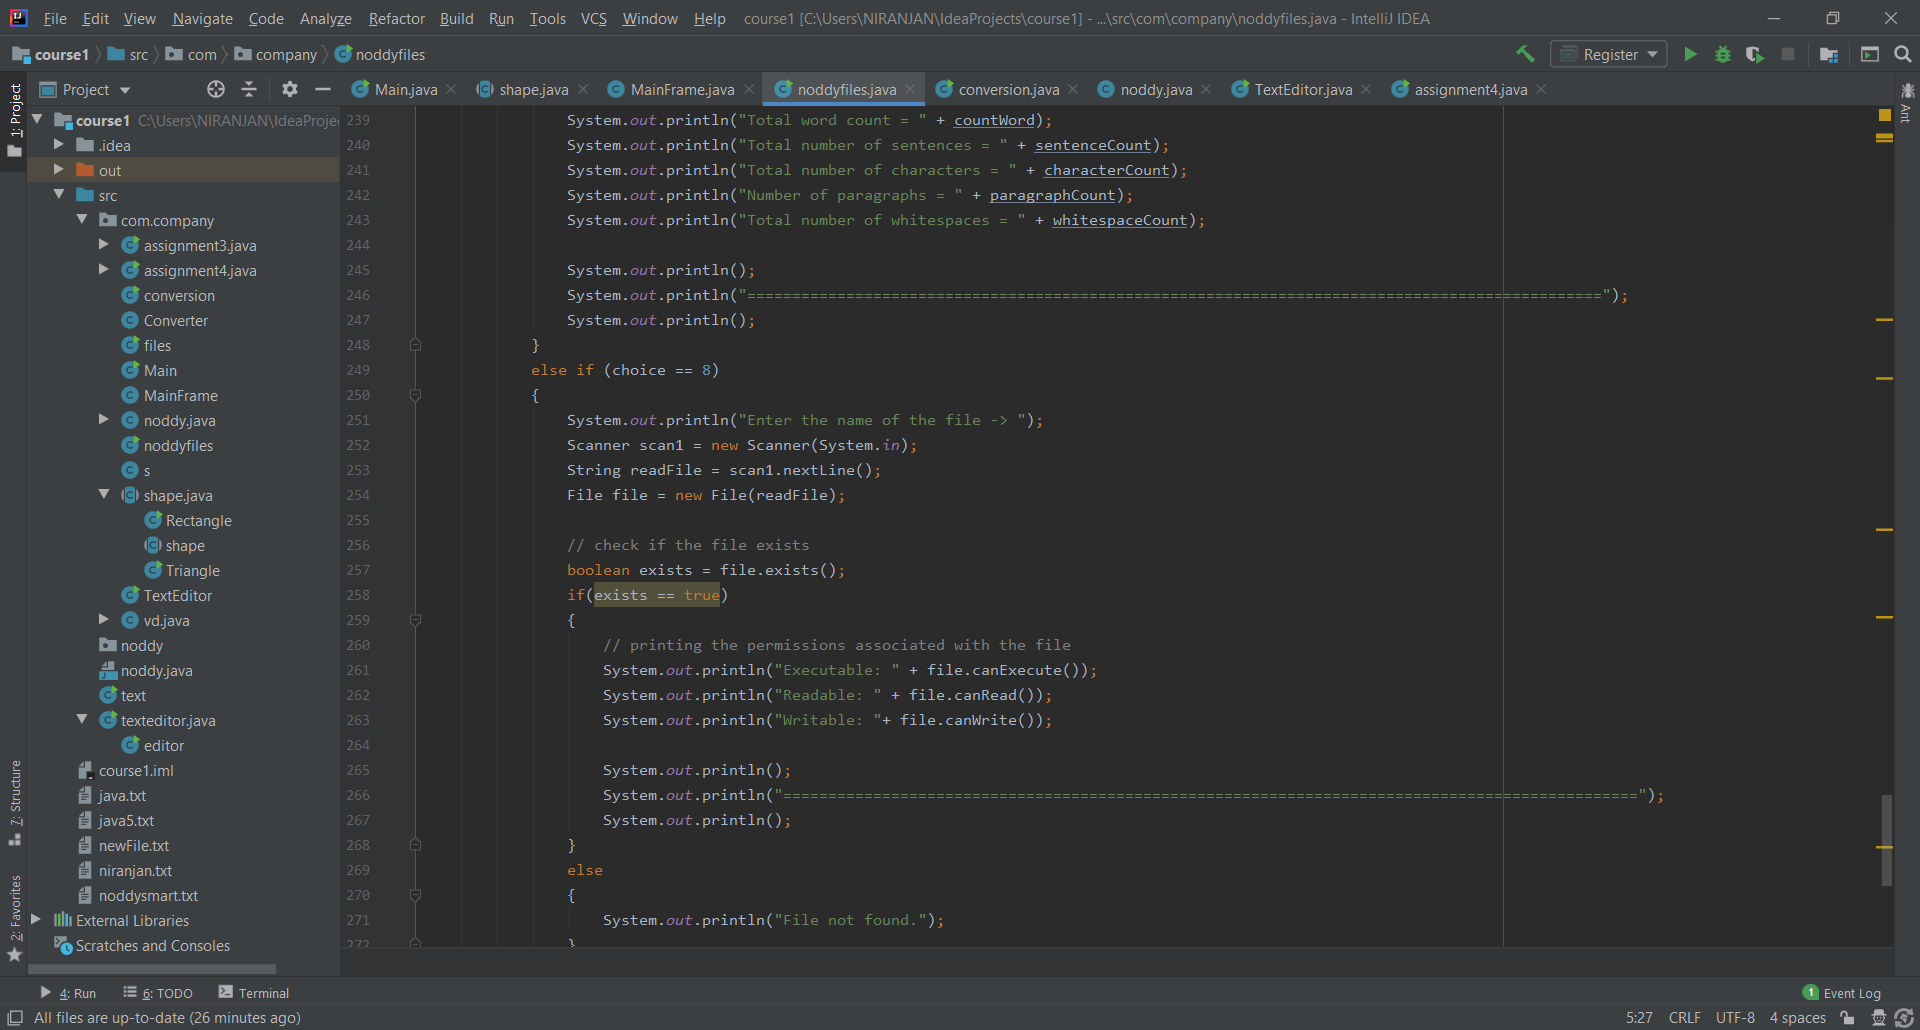 File Edit View Navigate Code Analyze Refactor Build Run Tools VCS Window Help course1 [C:\Users\NIRANJAN\IdeaProjects\course1] - ...\src\com\company\noddyfiles.java - IntelliJ IDEA
course1 src com company noddyfiles Register
Project Main.java shape.java MainFrame.java noddyfiles.java conversion.java noddy.java TextEditor.java assignment4.java
1: Project
7: Structure
2: Favorites
Ant
course1 C:\Users\NIRANJAN\IdeaProje
.idea
out
src
com.company
assignment3.java
assignment4.java
conversion
Converter
files
Main
MainFrame
noddy.java
noddyfiles
s
shape.java
Rectangle
shape
Triangle
TextEditor
vd.java
noddy
noddy.java
text
texteditor.java
editor
course1.iml
java.txt
java5.txt
newFile.txt
niranjan.txt
noddysmart.txt
External Libraries
Scratches and Consoles
239 System.out.println("Total word count = " + countWord);
240 System.out.println("Total number of sentences = " + sentenceCount);
241 System.out.println("Total number of characters = " + characterCount);
242 System.out.println("Number of paragraphs = " + paragraphCount);
243 System.out.println("Total number of whitespaces = " + whitespaceCount);
244
245 System.out.println();
246 System.out.println("===============================================================================================");
247 System.out.println();
248 }
249 else if (choice == 8)
250 {
251 System.out.println("Enter the name of the file -> ");
252 Scanner scan1 = new Scanner(System.in);
253 String readFile = scan1.nextLine();
254 File file = new File(readFile);
255
256 // check if the file exists
257 boolean exists = file.exists();
258 if(exists == true)
259 {
260 // printing the permissions associated with the file
261 System.out.println("Executable: " + file.canExecute());
262 System.out.println("Readable: " + file.canRead());
263 System.out.println("Writable: "+ file.canWrite());
264
265 System.out.println();
266 System.out.println("===============================================================================================");
267 System.out.println();
268 }
269 else
270 {
271 System.out.println("File not found.");
272 }
4: Run 6: TODO Terminal 1 Event Log
All files are up-to-date (26 minutes ago) 5:27 CRLF UTF-8 4 spaces